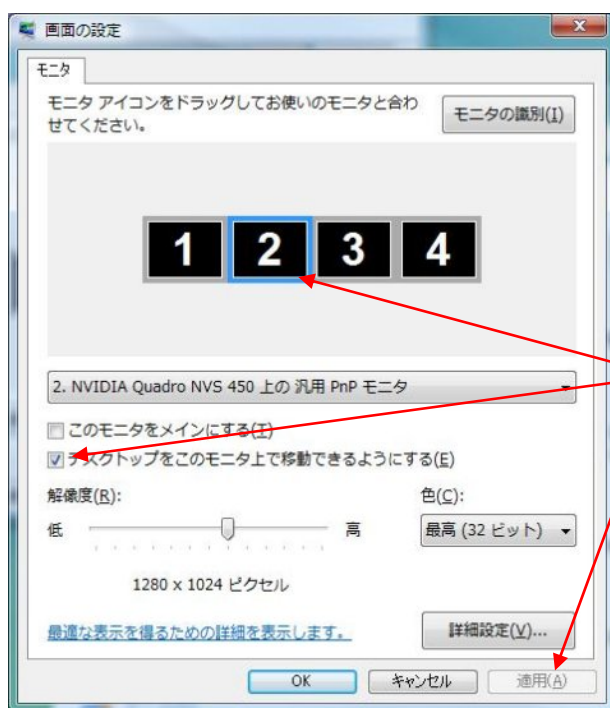 画面の設定
モニタ
モニタ アイコンをドラッグしてお使いのモニタと合わ
せてください。
モニタの識別(I)
1 2 3 4
2. NVIDIA Quadro NVS 450 上の 汎用 PnP モニタ
このモニタをメインにする(T)
デスクトップをこのモニタ上で移動できるようにする(E)
解像度(R):
色(C):
低
高
最高 (32 ビット)
1280 x 1024 ピクセル
最適な表示を得るための詳細を表示します。
詳細設定(V)...
OK
キャンセル
適用(A)